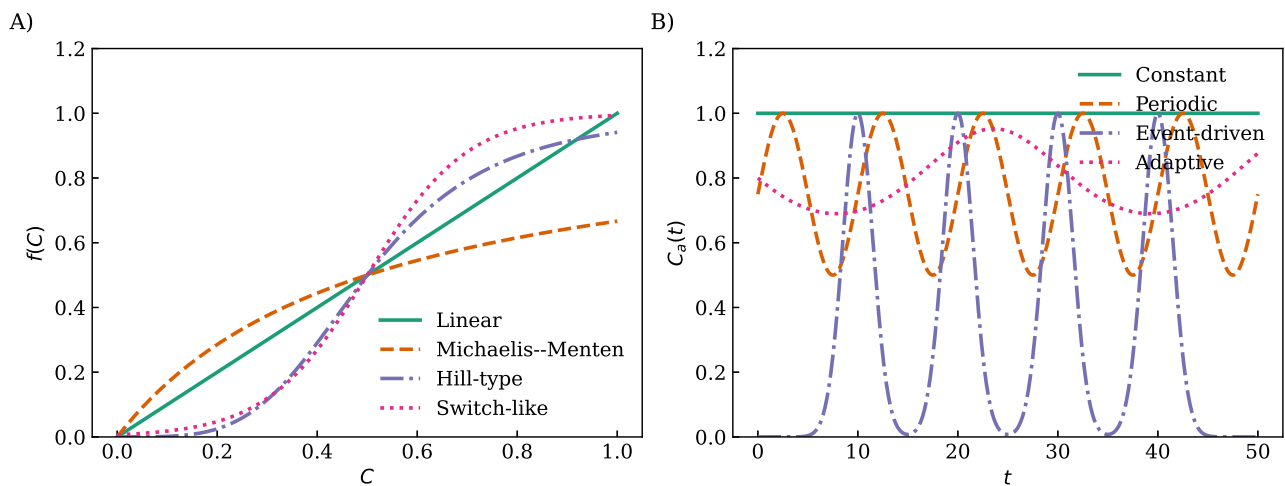 A)
1.2
1.0
0.8
0.6
0.4
0.2
0.0
f(C)
0.0 0.2 0.4 0.6 0.8 1.0
C
Linear
Michaelis--Menten
Hill-type
Switch-like
B)
1.2
1.0
0.8
0.6
0.4
0.2
0.0
C_a(t)
0 10 20 30 40 50
t
Constant
Periodic
Event-driven
Adaptive